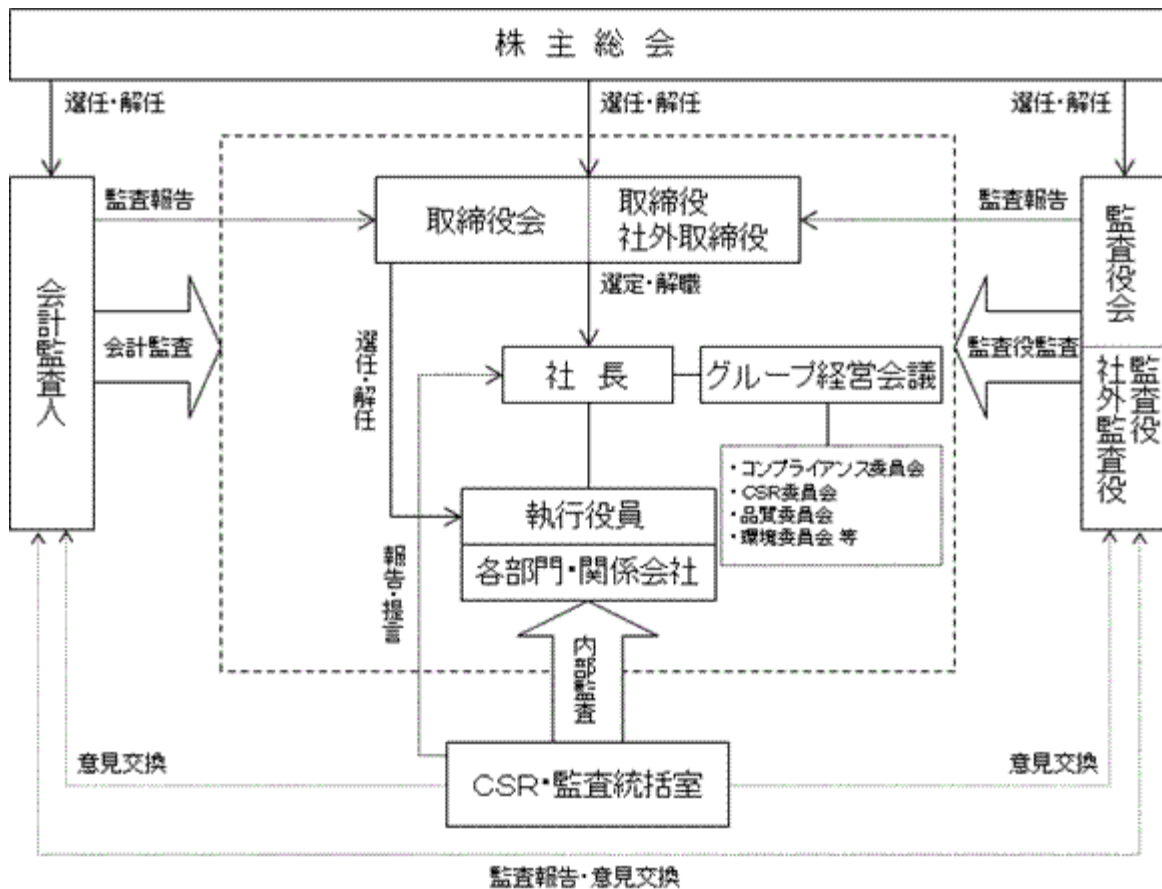 株主総会
選任・解任
選任・解任
選任・解任
監査報告
取締役会
取締役
社外取締役
監査報告
監査役会
監査役
社外監査役
会計監査人
会計監査
選定・解職
監査役監査
選任・解任
社長
グループ経営会議
・コンプライアンス委員会
・CSR委員会
・品質委員会
・環境委員会 等
執行役員
各部門・関係会社
報告・提言
内部監査
CSR・監査統括室
意見交換
意見交換
監査報告・意見交換